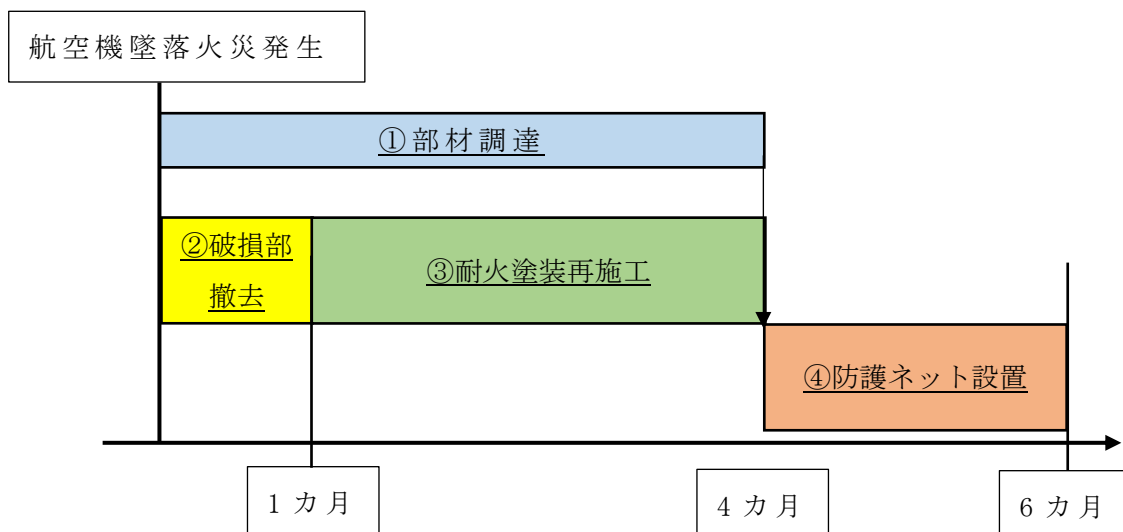 航空機墜落火災発生
①部材調達
②破損部
撤去
③耐火塗装再施工
④防護ネット設置
1カ月
4カ月
6カ月